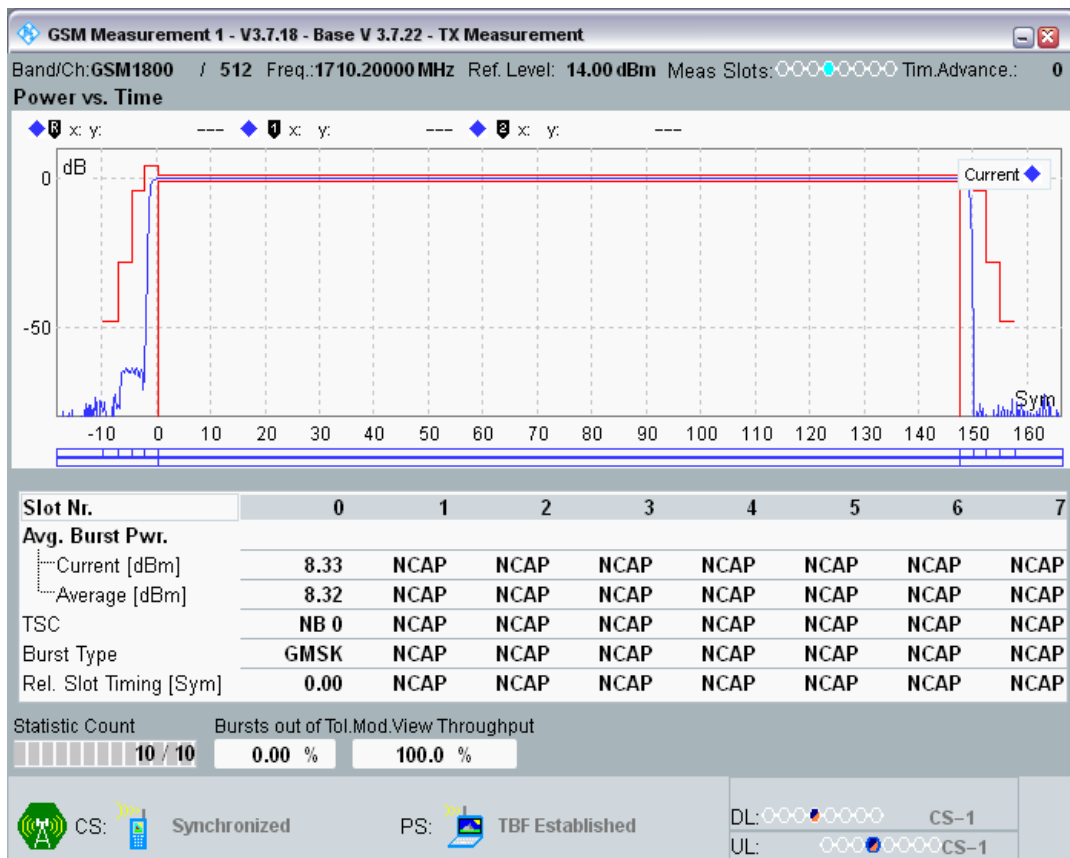 GSM Measurement 1 - V3.7.18 - Base V 3.7.22 - TX Measurement
Band/Ch:GSM1800 / 512 Freq.:1710.20000 MHz Ref. Level: 14.00 dBm Meas Slots: Tim.Advance.: 0
Power vs. Time
R x: y: --- 1 x: y: --- 2 x: y: ---
dB
Current
0
-50
Sym
-10 0 10 20 30 40 50 60 70 80 90 100 110 120 130 140 150 160
Slot Nr. 0 1 2 3 4 5 6 7
Avg. Burst Pwr.
Current [dBm] 8.33 NCAP NCAP NCAP NCAP NCAP NCAP NCAP
Average [dBm] 8.32 NCAP NCAP NCAP NCAP NCAP NCAP NCAP
TSC NB 0 NCAP NCAP NCAP NCAP NCAP NCAP NCAP
Burst Type GMSK NCAP NCAP NCAP NCAP NCAP NCAP NCAP
Rel. Slot Timing [Sym] 0.00 NCAP NCAP NCAP NCAP NCAP NCAP NCAP
Statistic Count Bursts out of Tol.Mod.View Throughput
10 / 10 0.00 % 100.0 %
CS: Synchronized PS: TBF Established
DL: CS-1
UL: CS-1